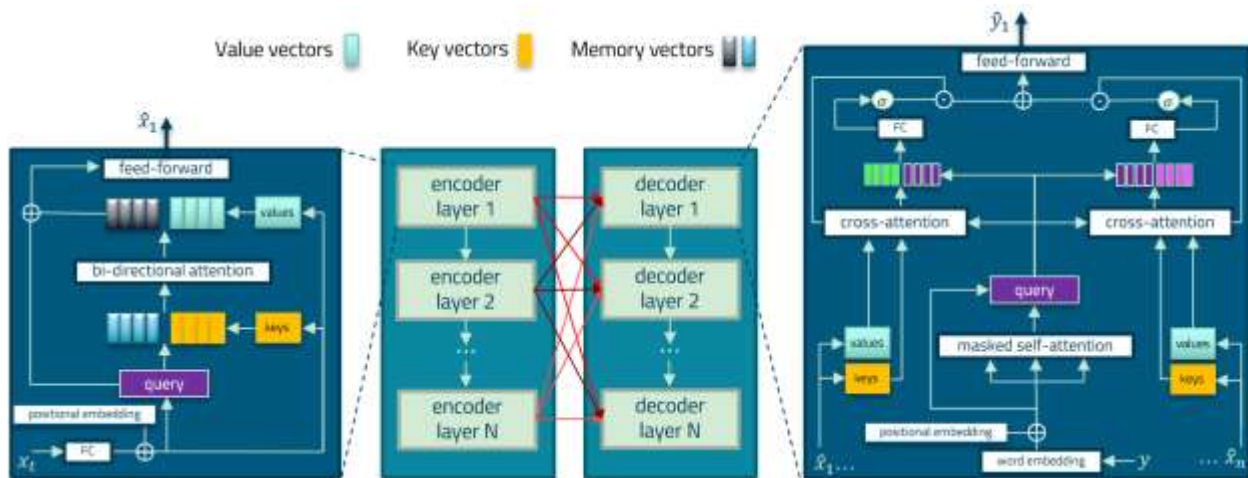 Value vectors
Key vectors
Memory vectors
x̂₁
feed-forward
values
bi-directional attention
keys
query
positional embedding
xₜ
FC
encoder
layer 1
encoder
layer 2
...
encoder
layer N
decoder
layer 1
decoder
layer 2
...
decoder
layer N
ŷ₁
feed-forward
σ
σ
FC
FC
cross-attention
cross-attention
query
values
masked self-attention
values
keys
keys
positional embedding
x̂₁...
word embedding
y
... x̂ₙ